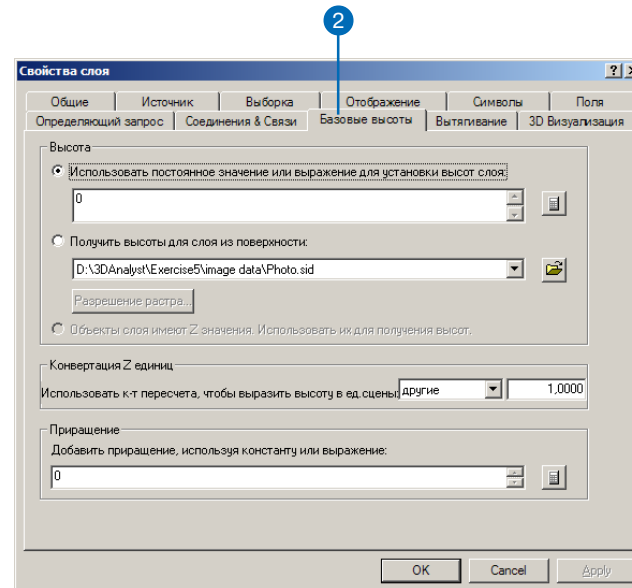 2
Свойства слоя
Общие Источник Выборка Отображение Символы Поля
Определяющий запрос Соединения & Связи Базовые высоты Вытягивание 3D Визуализация
Высота
Использовать постоянное значение или выражение для установки высот слоя:
0
Получить высоты для слоя из поверхности:
D:\3DAnalyst\Exercise5\image data\Photo.sid
Разрешение растра...
Объекты слоя имеют Z значения. Использовать их для получения высот.
Конвертация Z единиц
Использовать к-т пересчета, чтобы выразить высоту в ед.сцены: другие 1,0000
Приращение
Добавить приращение, используя константу или выражение:
0
OK Cancel Apply